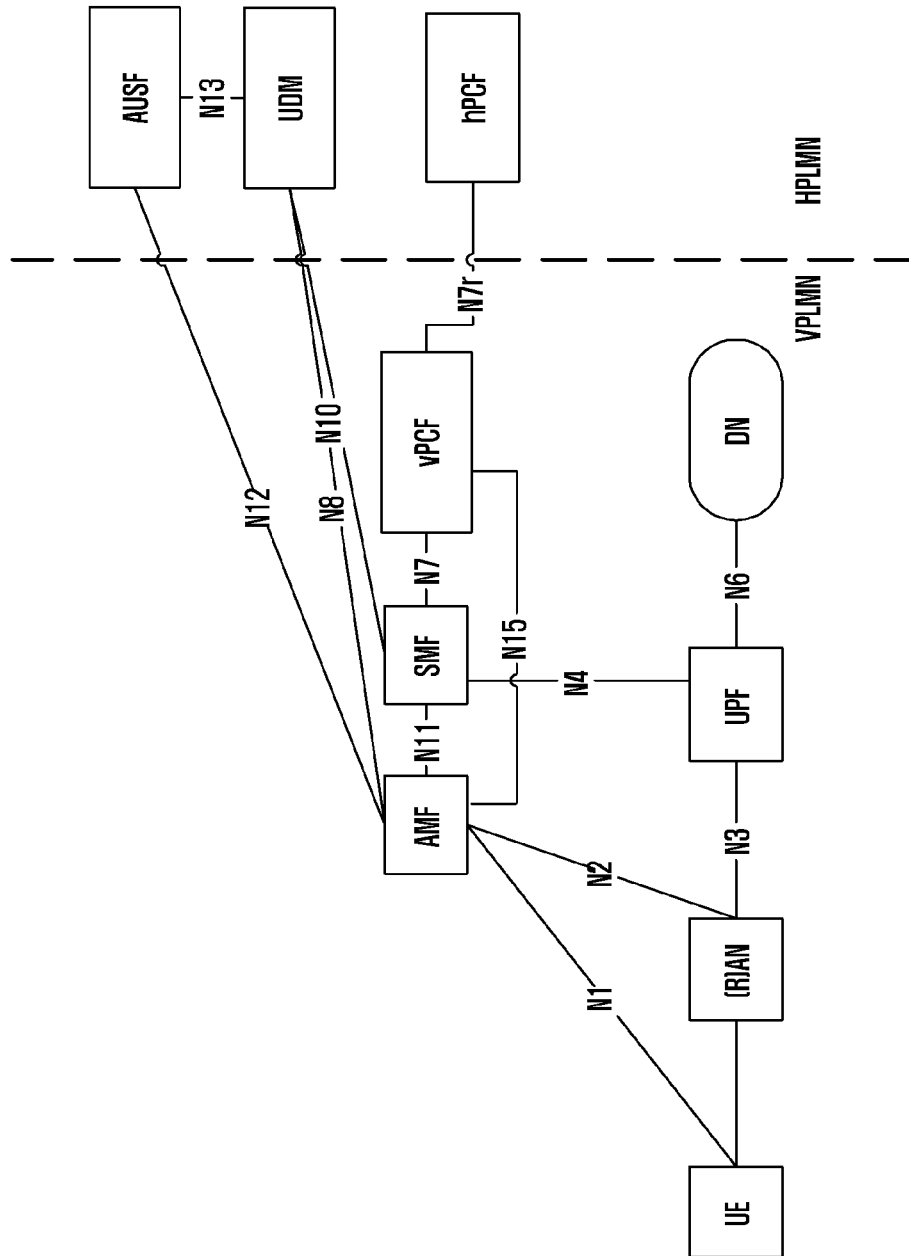 AUSF
N13
UDM
hPCF
HPLMN
VPLMN
N7r
N12
N8
N10
vPCF
DN
N7
N15
N6
SMF
N4
UPF
N11
AMF
N2
N3
N1
(R)AN
UE